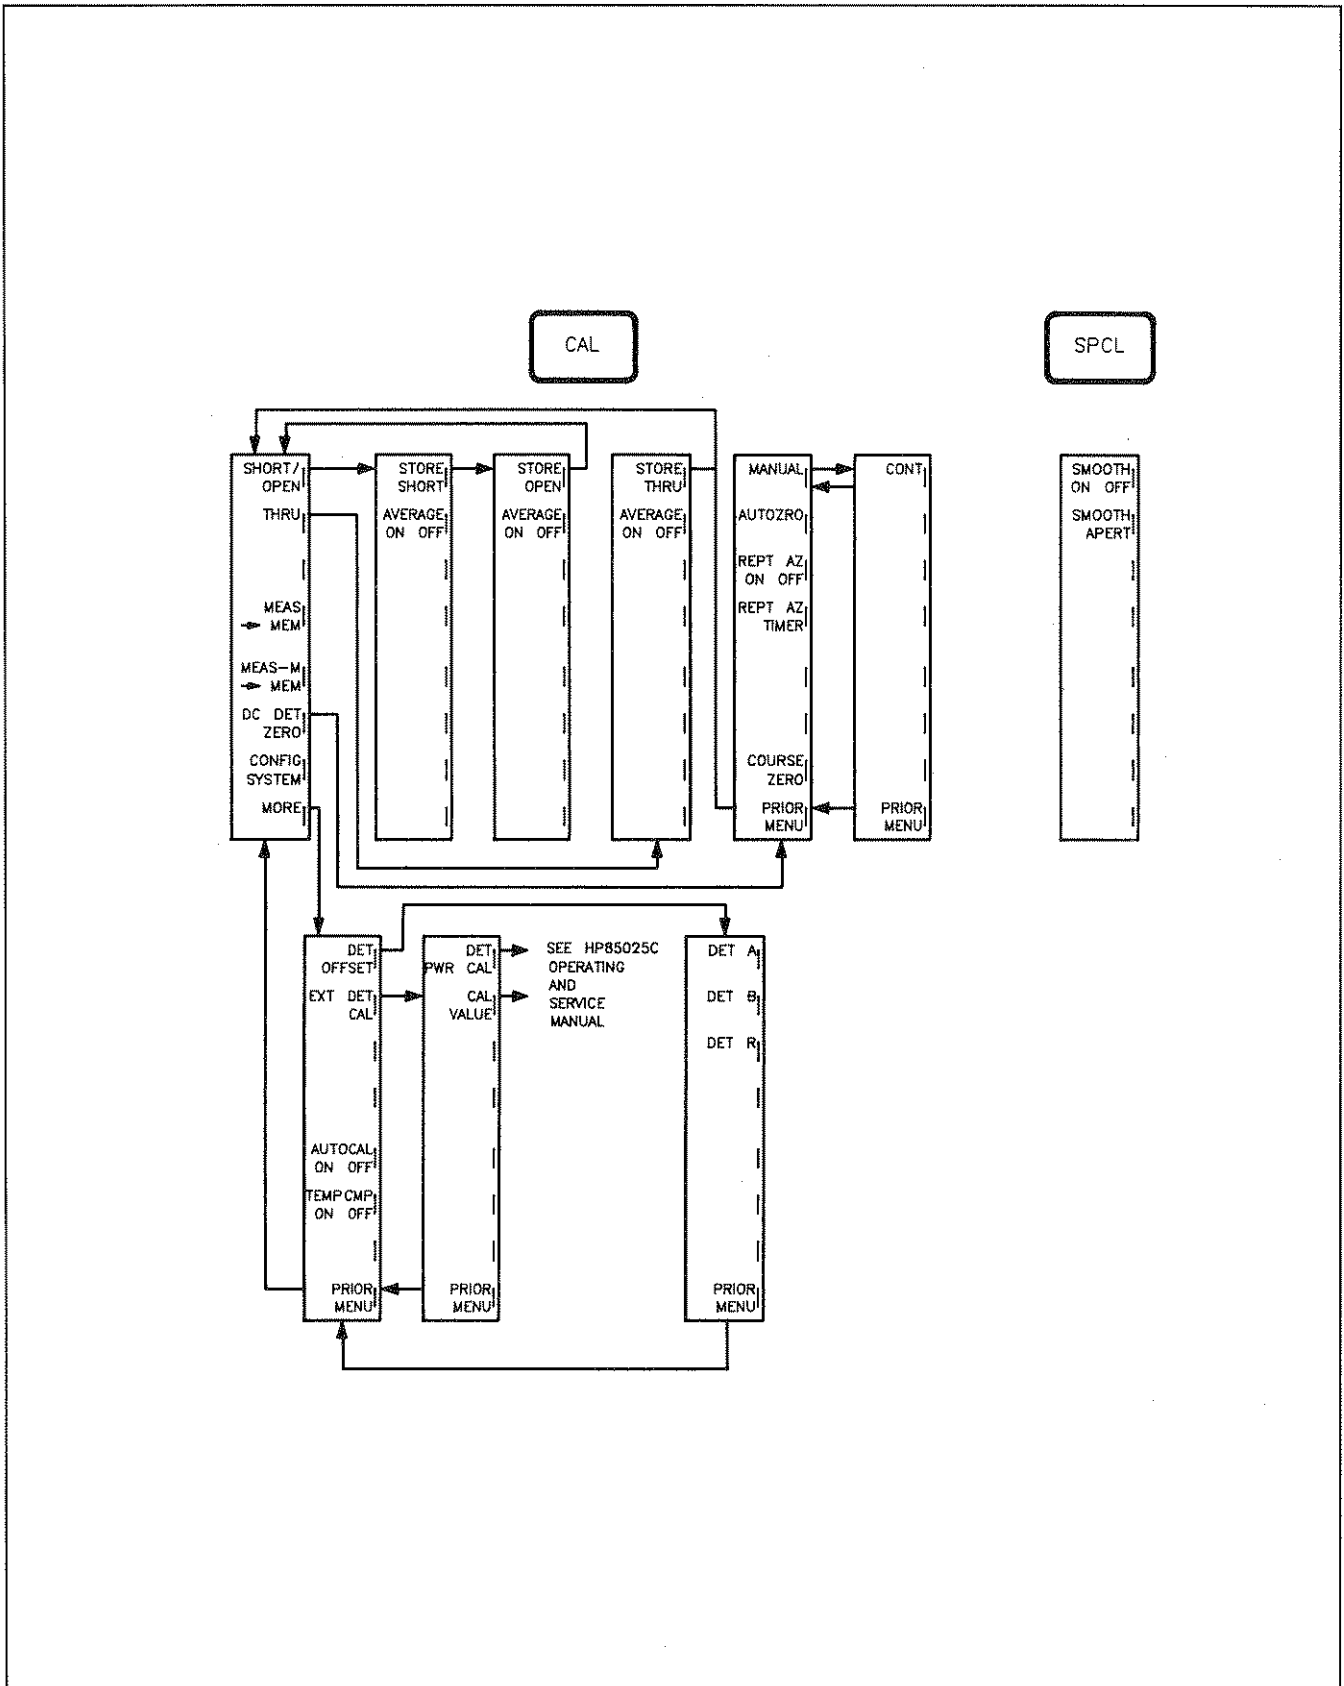 CAL
SPCL
SHORT/
OPEN
THRU
MEAS
→ MEM
MEAS-M
→ MEM
DC DET
ZERO
CONFIG
SYSTEM
MORE
STORE
SHORT
AVERAGE
ON OFF
STORE
OPEN
AVERAGE
ON OFF
STORE
THRU
AVERAGE
ON OFF
MANUAL
AUTOZRO
REPT AZ
ON OFF
REPT AZ
TIMER
COURSE
ZERO
PRIOR
MENU
CONT
PRIOR
MENU
SMOOTH
ON OFF
SMOOTH
APERT
DET
OFFSET
EXT DET
CAL
AUTOCAL
ON OFF
TEMPCMP
ON OFF
PRIOR
MENU
DET
PWR CAL
CAL
VALUE
PRIOR
MENU
SEE HP85025C
OPERATING
AND
SERVICE
MANUAL
DET A
DET B
DET R
PRIOR
MENU